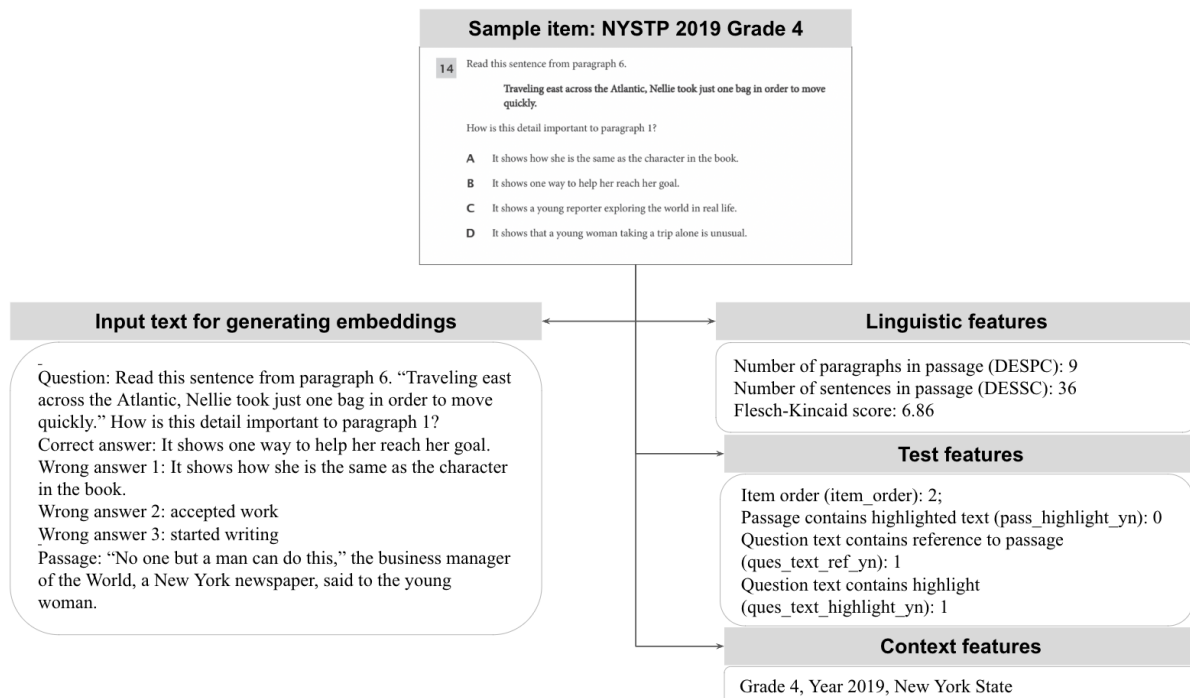 Sample item: NYSTP 2019 Grade 4
14 Read this sentence from paragraph 6.
Traveling east across the Atlantic, Nellie took just one bag in order to move
quickly.
How is this detail important to paragraph 1?
A It shows how she is the same as the character in the book.
B It shows one way to help her reach her goal.
C It shows a young reporter exploring the world in real life.
D It shows that a young woman taking a trip alone is unusual.
Input text for generating embeddings
Question: Read this sentence from paragraph 6. “Traveling east
across the Atlantic, Nellie took just one bag in order to move
quickly.” How is this detail important to paragraph 1?
Correct answer: It shows one way to help her reach her goal.
Wrong answer 1: It shows how she is the same as the character
in the book.
Wrong answer 2: accepted work
Wrong answer 3: started writing
Passage: “No one but a man can do this,” the business manager
of the World, a New York newspaper, said to the young
woman.
Linguistic features
Number of paragraphs in passage (DESPC): 9
Number of sentences in passage (DESSC): 36
Flesch-Kincaid score: 6.86
Test features
Item order (item_order): 2;
Passage contains highlighted text (pass_highlight_yn): 0
Question text contains reference to passage
(ques_text_ref_yn): 1
Question text contains highlight
(ques_text_highlight_yn): 1
Context features
Grade 4, Year 2019, New York State